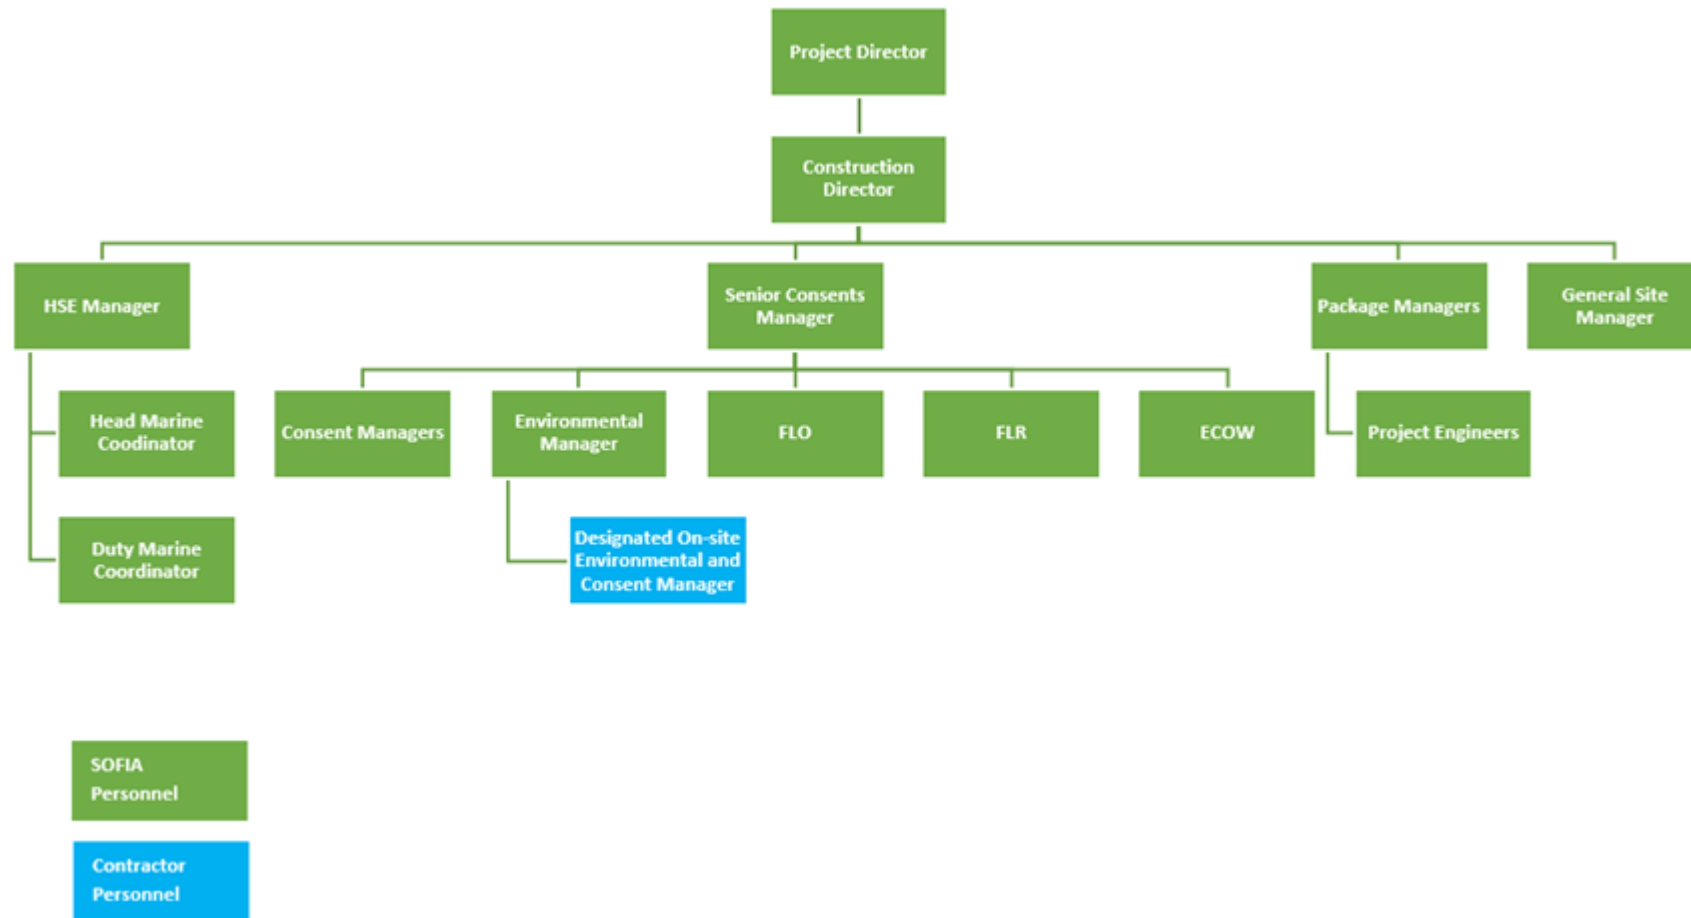 Project Director
Construction
Director
HSE Manager
Senior Consents
Manager
Package Managers
General Site
Manager
Head Marine
Coodinator
Consent Managers
Environmental
Manager
FLO
FLR
ECOW
Project Engineers
Duty Marine
Coordinator
Designated On-site
Environmental and
Consent Manager
SOFIA
Personnel
Contractor
Personnel